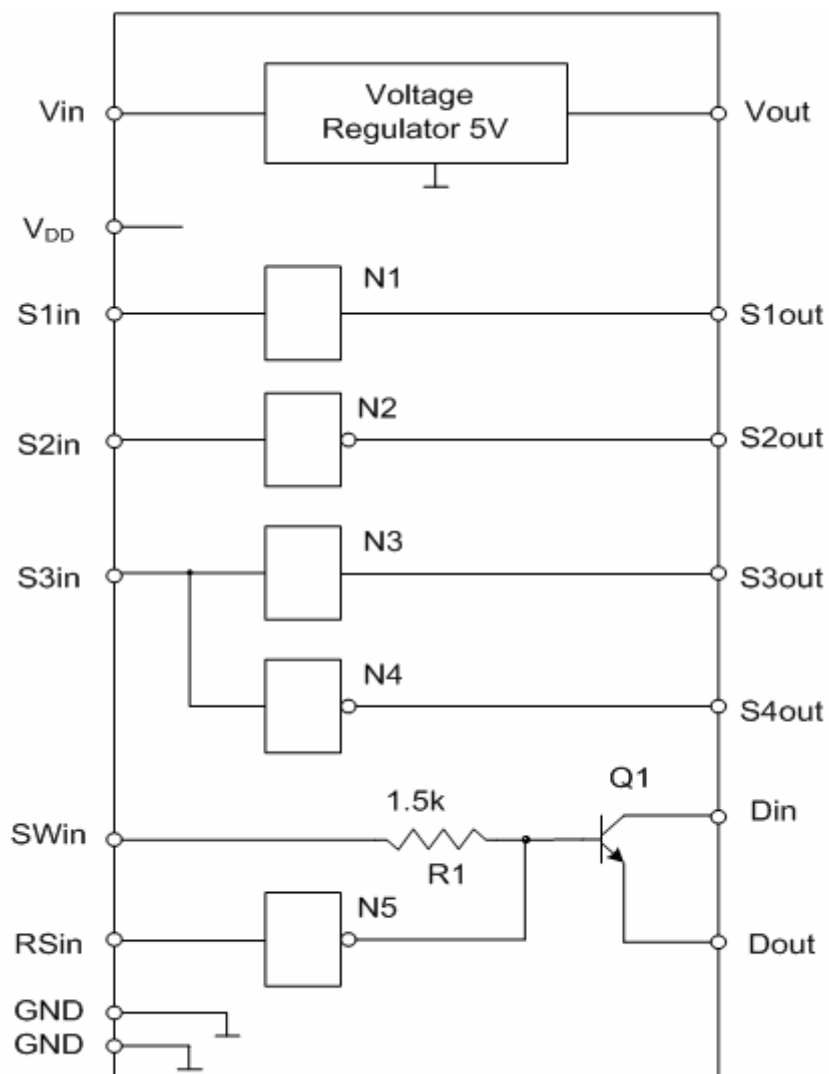 Voltage
Regulator 5V
Vin
Vout
VDD
N1
S1in
S1out
N2
S2in
S2out
N3
S3in
S3out
N4
S4out
Q1
1.5k
Din
SWin
R1
N5
RSin
Dout
GND
GND